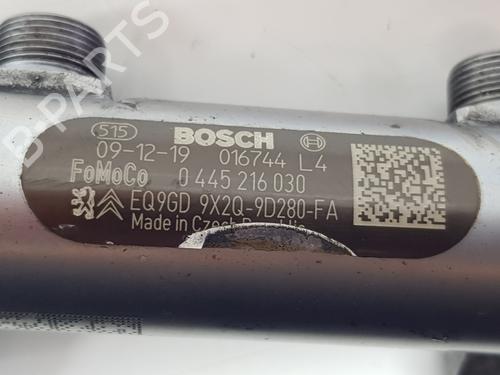 515 BOSCH
09-12-19 016744 L4
FoMoCo 0 445 216 030
EQ9GD 9X2Q-9D280-FA
Made in Czech
B-PARTS